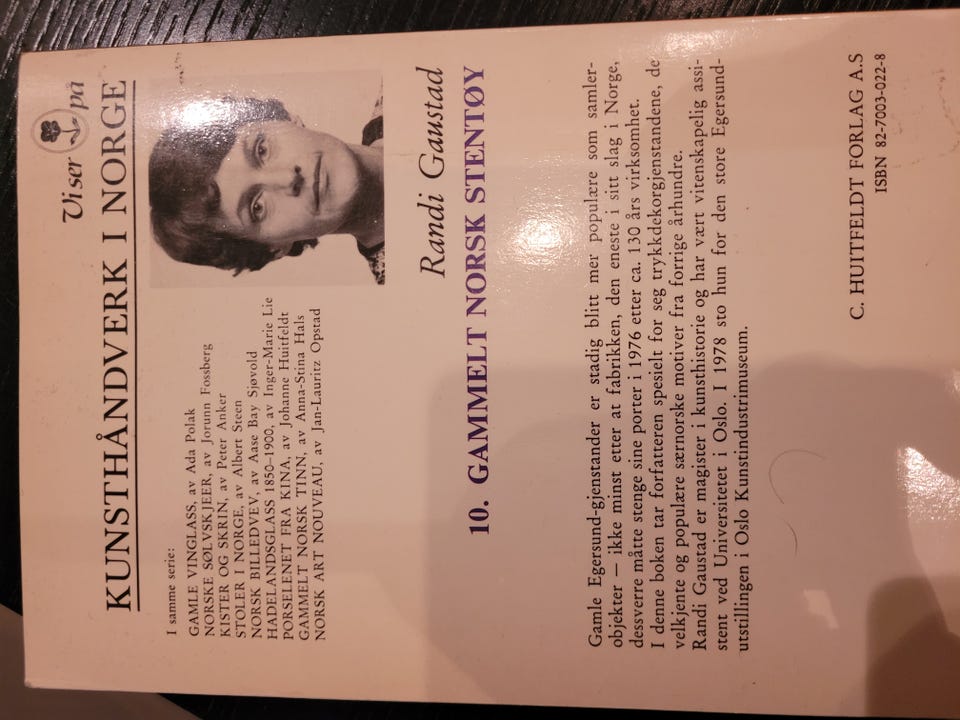 Vi ser på
KUNSTHÅNDVERK I NORGE
I samme serie:
GAMLE VINGLASS, av Ada Polak
NORSKE SØLVSKJEER, av Jorunn Fossberg
KISTER OG SKRIN, av Peter Anker
STOLER I NORGE, av Albert Steen
NORSK BILLEDVEV, av Aase Bay Sjøvold
HADELANDSGLASS 1850–1900, av Inger-Marie Lie
PORSELENET FRA KINA, av Johanne Huitfeldt
GAMMELT NORSK TINN, av Anna-Stina Hals
NORSK ART NOUVEAU, av Jan-Lauritz Opstad
Randi Gaustad
10. GAMMELT NORSK STENTØY
Gamle Egersund-gjenstander er stadig blitt mer populære som samler-
objekter — ikke minst etter at fabrikken, den eneste i sitt slag i Norge,
dessverre måtte stenge sine porter i 1976 etter ca. 130 års virksomhet.
I denne boken tar forfatteren spesielt for seg trykkdekorgjenstandene, de
velkjente og populære særnorske motiver fra forrige århundre.
Randi Gaustad er magister i kunsthistorie og har vært vitenskapelig assi-
stent ved Universitetet i Oslo. I 1978 sto hun for den store Egersund-
utstillingen i Oslo Kunstindustrimuseum.
C. HUITFELDT FORLAG A.S
ISBN 82-7003-022-8